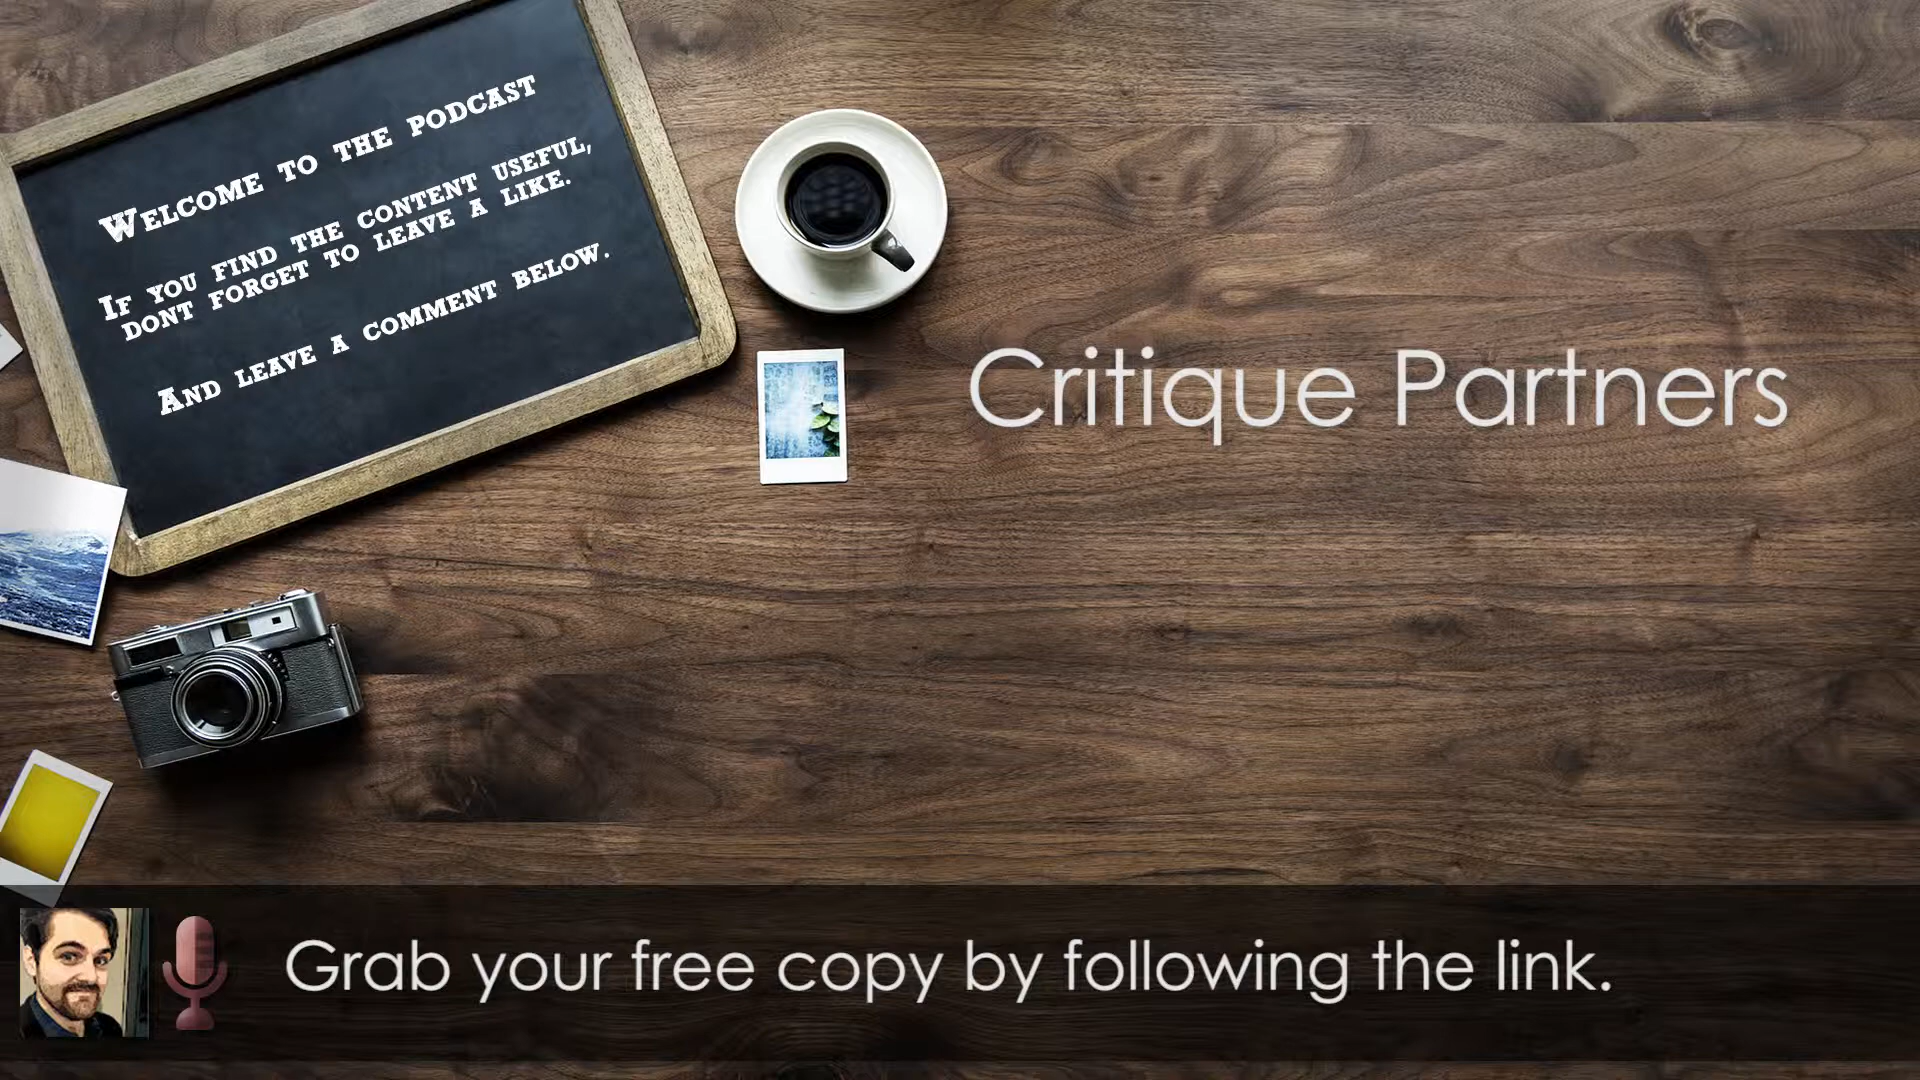 Welcome to the podcast
If you find the content useful,
dont forget to leave a like.
And leave a comment below.
Critique Partners
Grab your free copy by following the link.